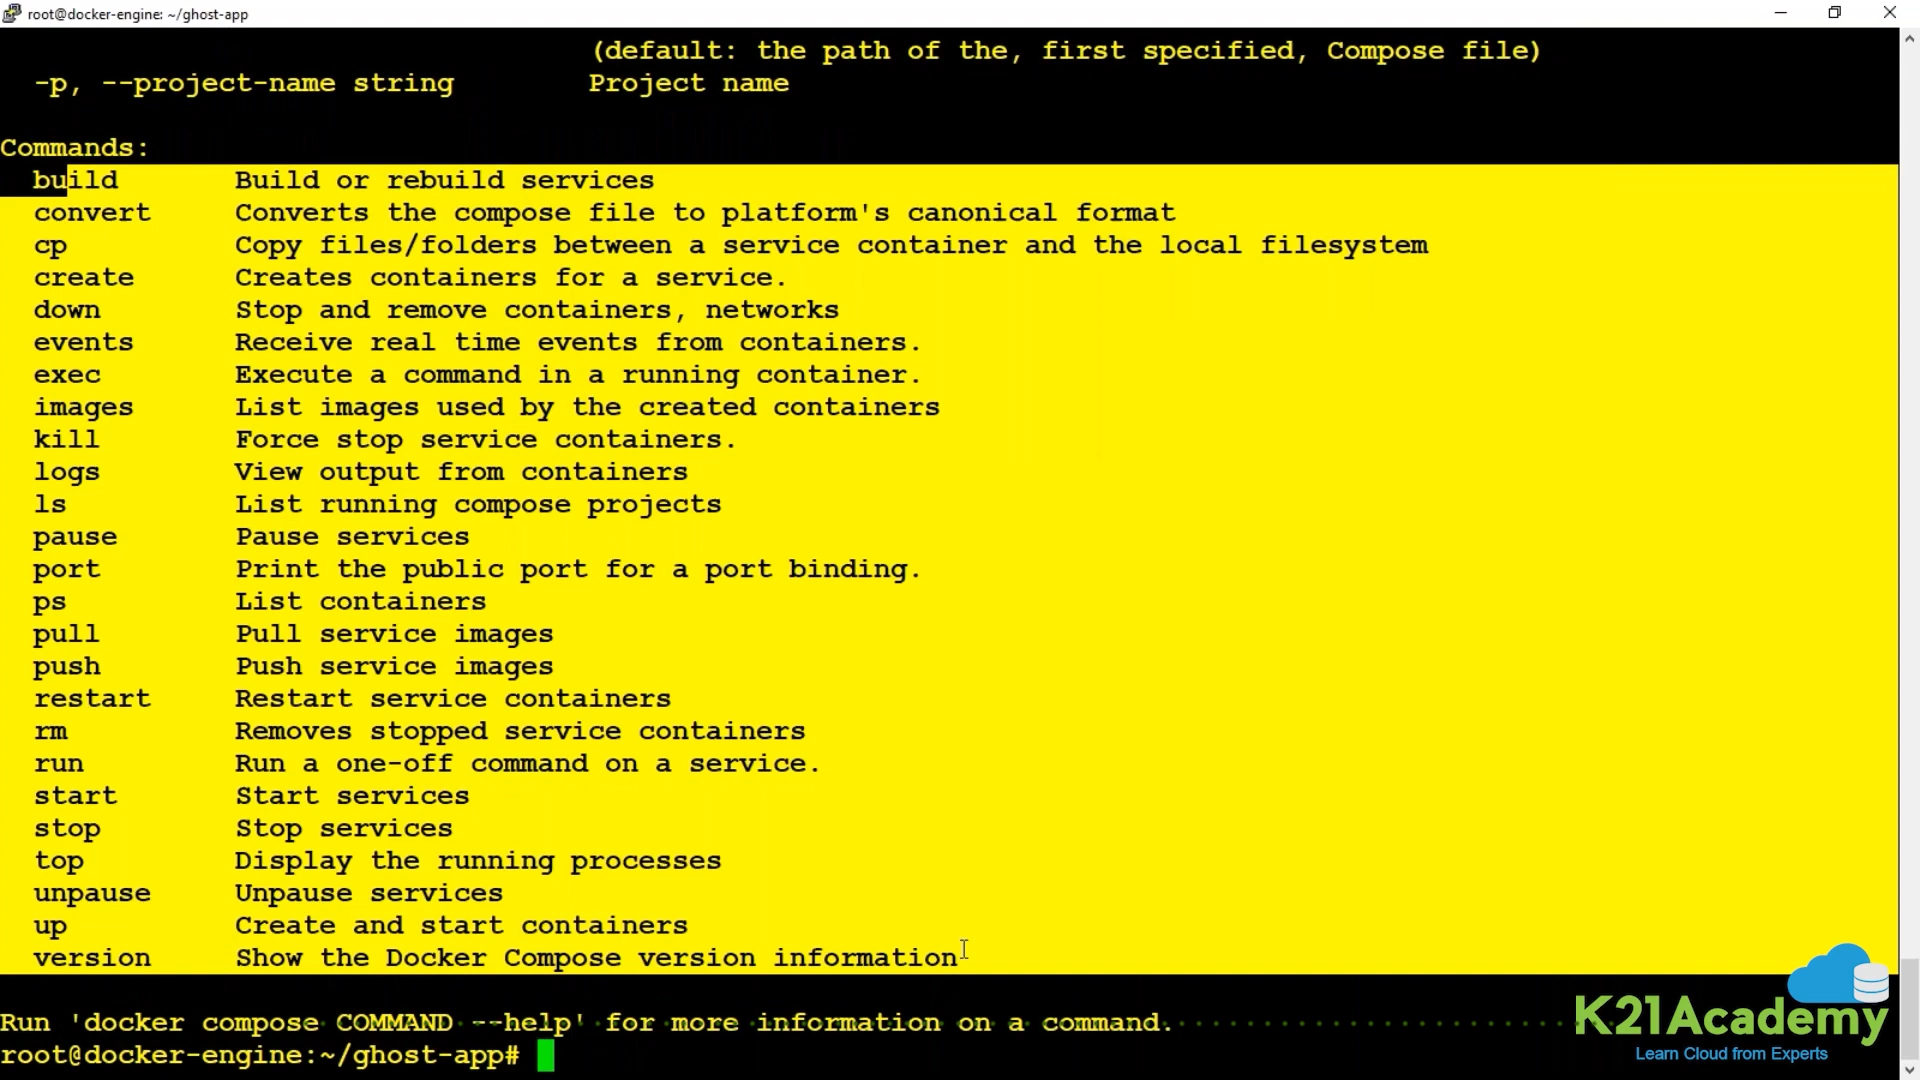 root@docker-engine: ~/ghost-app
(default: the path of the, first specified, Compose file)
-p, --project-name string Project name
Commands:
build Build or rebuild services
convert Converts the compose file to platform's canonical format
cp Copy files/folders between a service container and the local filesystem
create Creates containers for a service.
down Stop and remove containers, networks
events Receive real time events from containers.
exec Execute a command in a running container.
images List images used by the created containers
kill Force stop service containers.
logs View output from containers
ls List running compose projects
pause Pause services
port Print the public port for a port binding.
ps List containers
pull Pull service images
push Push service images
restart Restart service containers
rm Removes stopped service containers
run Run a one-off command on a service.
start Start services
stop Stop services
top Display the running processes
unpause Unpause services
up Create and start containers
version Show the Docker Compose version information
Run 'docker compose COMMAND --help' for more information on a command.
root@docker-engine:~/ghost-app#
K21Academy
Learn Cloud from Experts